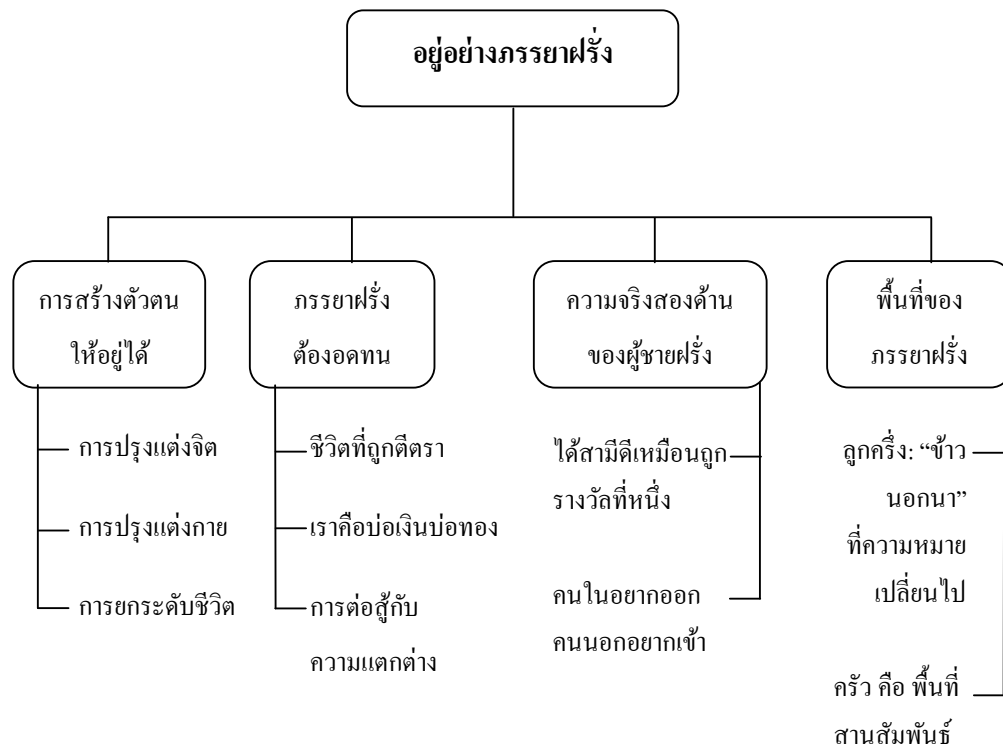 อยู่อย่างภรรยาฝรั่ง
การสร้างตัวตน
ให้อยู่ได้
การปรุงแต่งจิต
การปรุงแต่งกาย
การยกระดับชีวิต
ภรรยาฝรั่ง
ต้องอดทน
ชีวิตที่ถูกตีตรา
เราคือบ่อเงินบ่อทอง
การต่อสู้กับ
ความแตกต่าง
ความจริงสองด้าน
ของผู้ชายฝรั่ง
ได้สามีดีเหมือนถูก
รางวัลที่หนึ่ง
คนในอยากออก
คนนอกอยากเข้า
พื้นที่ของ
ภรรยาฝรั่ง
ลูกครึ่ง: “ข้าว
นอกนา”
ที่ความหมาย
เปลี่ยนไป
ครัว คือ พื้นที่
สานสัมพันธ์